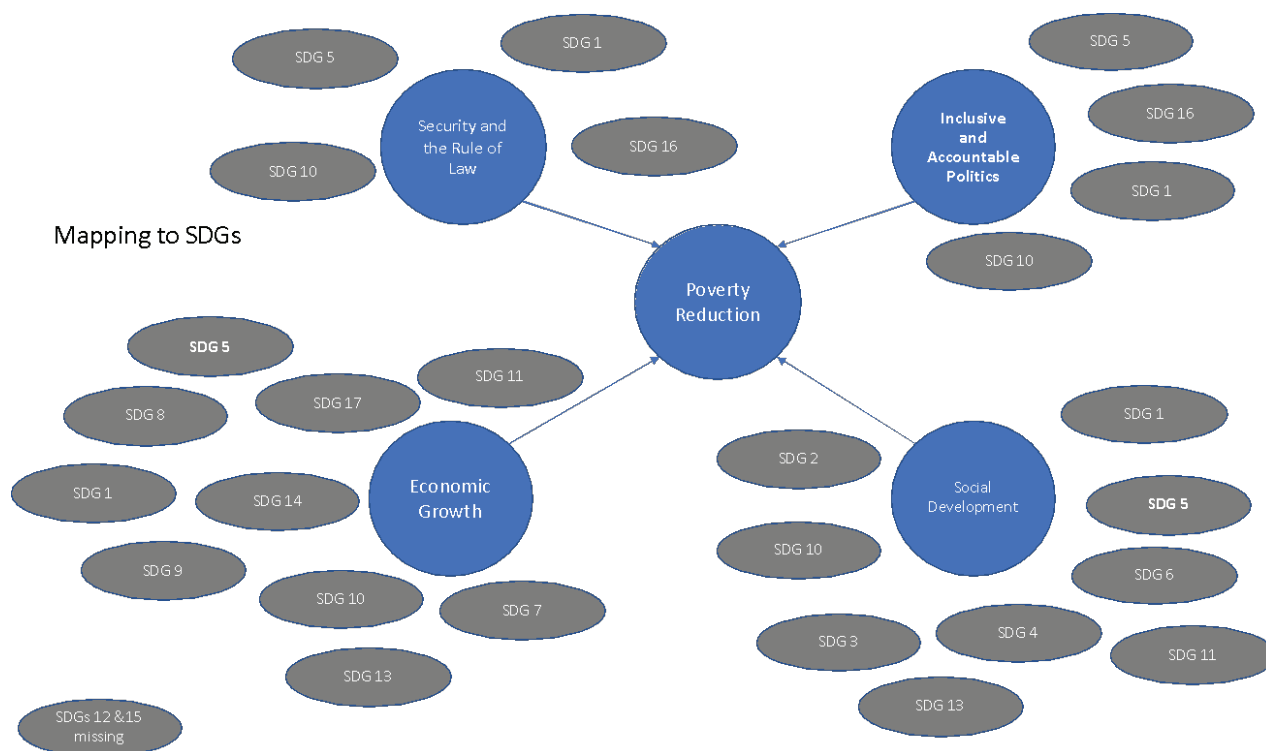 SDG 5
SDG 1
Security and
the Rule of
Law
SDG 16
SDG 10
SDG 5
Inclusive
and
Accountable
Politics
SDG 16
SDG 1
SDG 10
Mapping to SDGs
Poverty
Reduction
SDG 5
SDG 11
SDG 17
SDG 8
Economic
Growth
SDG 1
SDG 14
SDG 9
SDG 10
SDG 7
SDG 13
SDGs 12 &15
missing
SDG 1
SDG 2
Social
Development
SDG 5
SDG 10
SDG 6
SDG 3
SDG 4
SDG 11
SDG 13